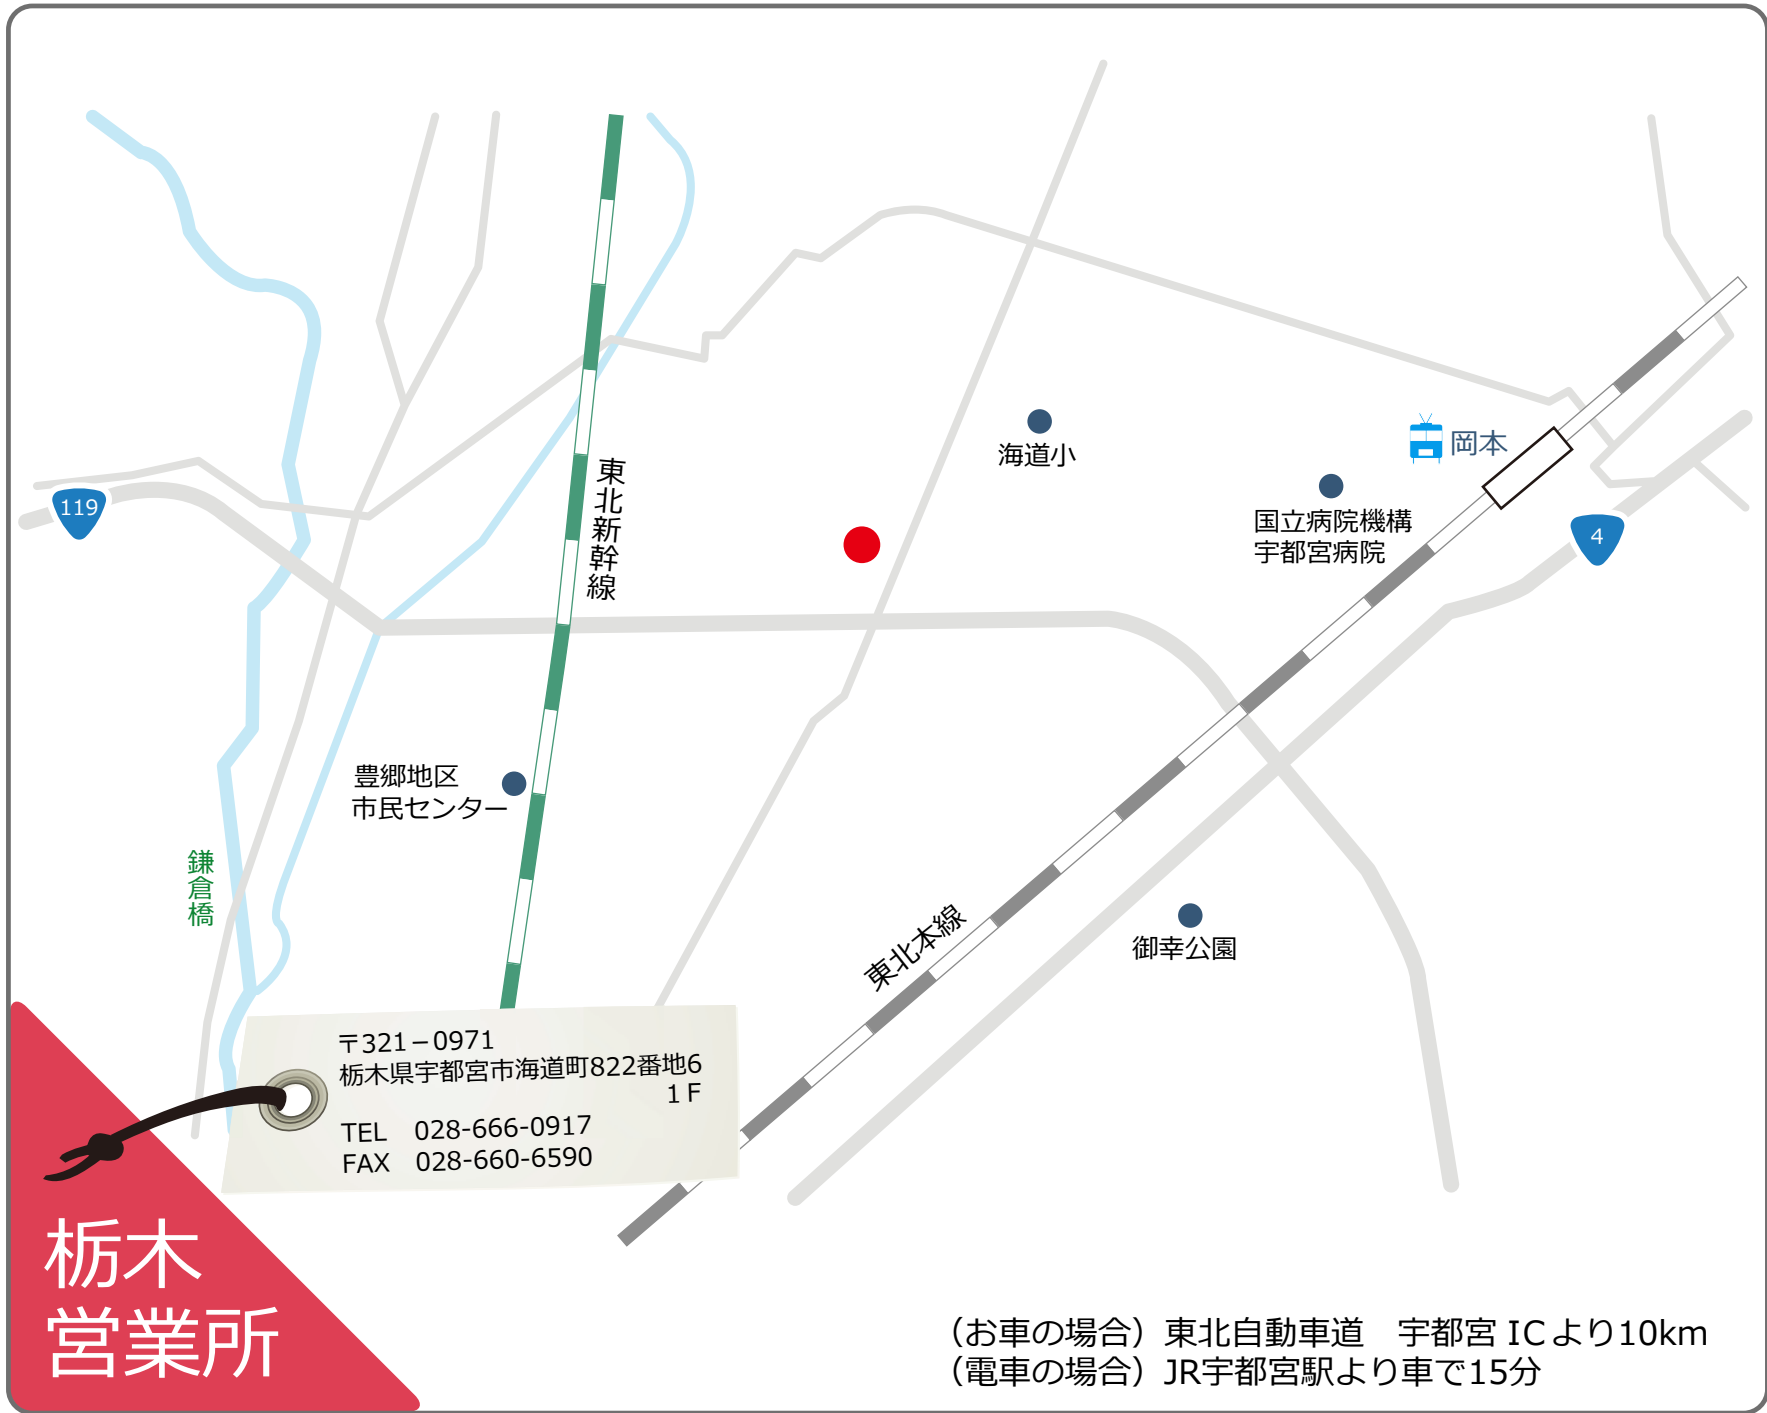 119
東北新幹線
海道小
岡本
国立病院機構
宇都宮病院
4
豊郷地区
市民センター
鎌倉橋
東北本線
御幸公園
〒321－0971
栃木県宇都宮市海道町822番地6
1F
TEL　028-666-0917
FAX　028-660-6590
栃木
営業所
（お車の場合）東北自動車道　宇都宮 ICより10km
（電車の場合）JR宇都宮駅より車で15分